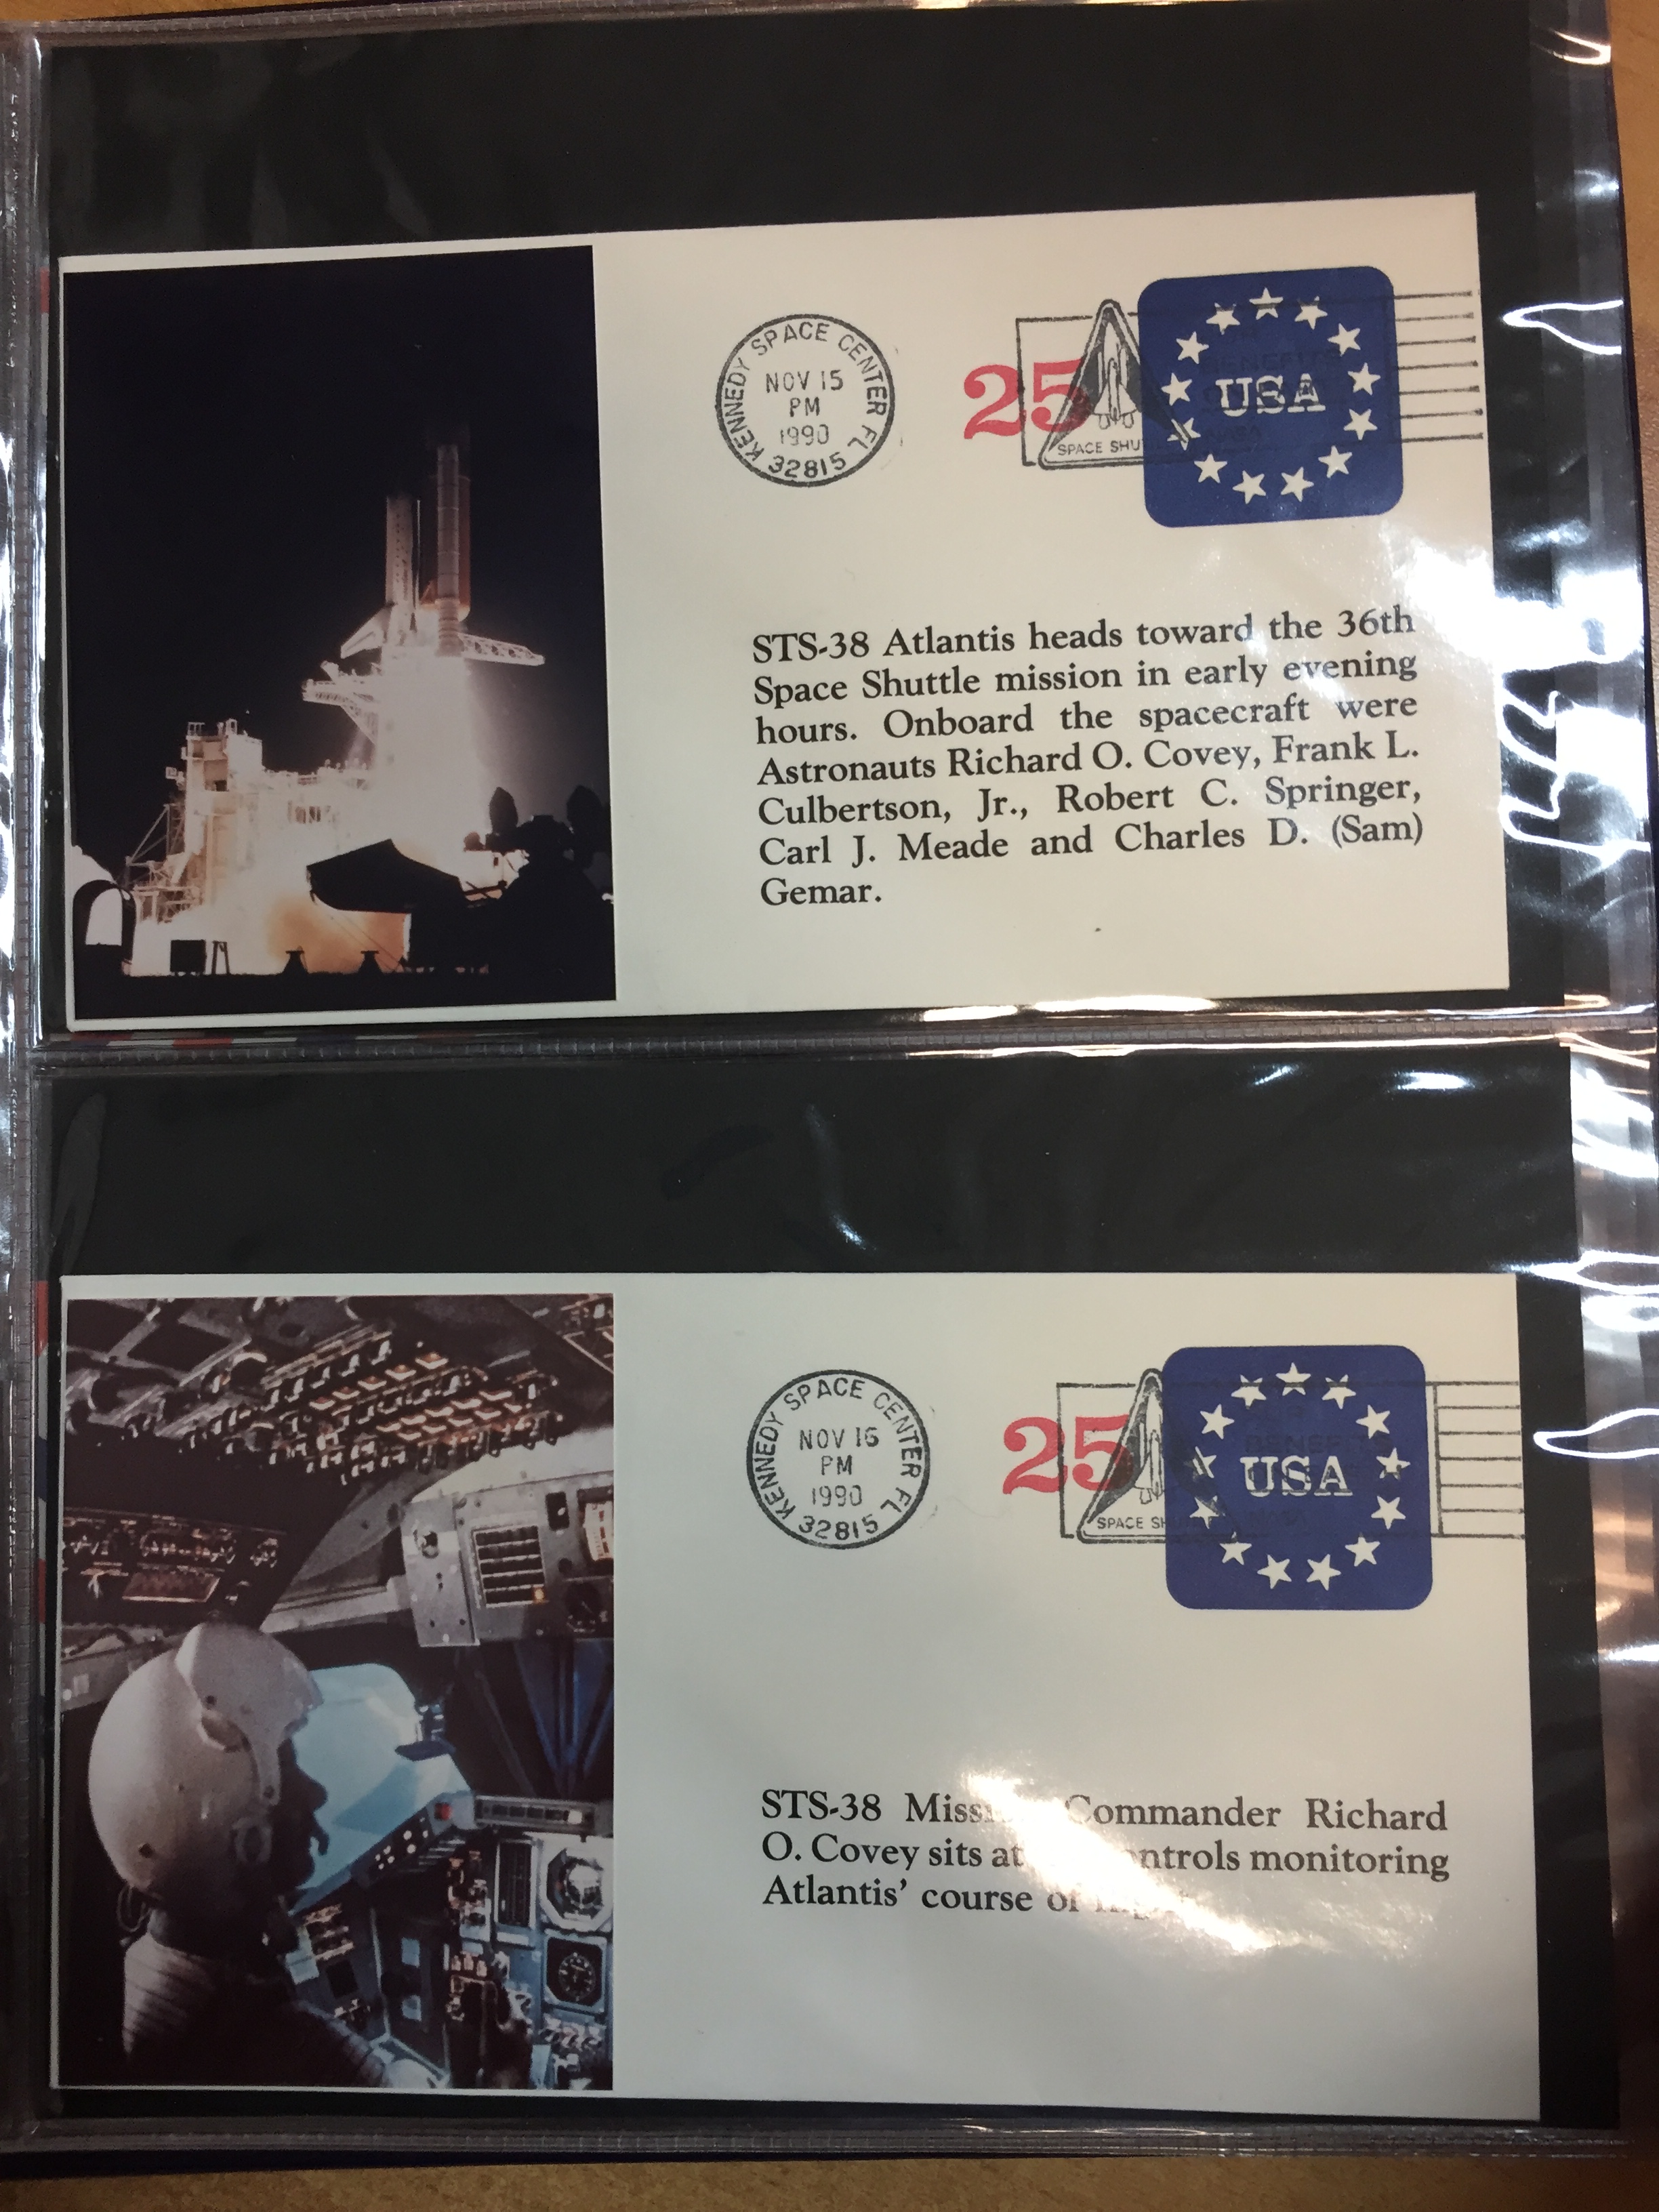 KENNEDY SPACE CENTER FL
NOV 15
PM
1990
32815
25
SPACE SHU
USA
BENEFITS
STS-38 Atlantis heads toward the 36th
Space Shuttle mission in early evening
hours. Onboard the spacecraft were
Astronauts Richard O. Covey, Frank L.
Culbertson, Jr., Robert C. Springer,
Carl J. Meade and Charles D. (Sam)
Gemar.
KENNEDY SPACE CENTER FL
NOV 16
PM
1990
32815
25
SPACE SH
USA
STS-38 Commander Richard
O. Covey sits at monitoring
Atlantis' course